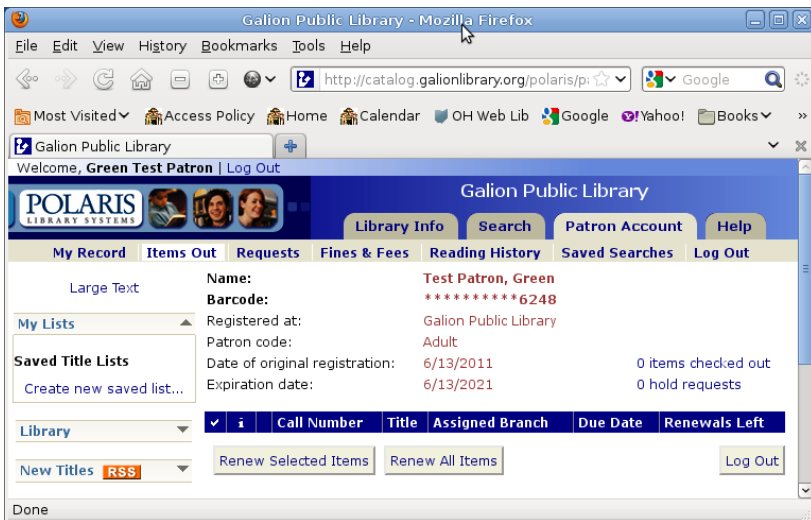 Galion Public Library - Mozilla Firefox
File Edit View History Bookmarks Tools Help
http://catalog.galionlibrary.org/polaris/p Google
Most Visited Access Policy Home Calendar OH Web Lib Google Yahoo! Books »
Galion Public Library
Welcome, Green Test Patron | Log Out
POLARIS
LIBRARY SYSTEMS
Galion Public Library
Library Info Search Patron Account Help
My Record Items Out Requests Fines & Fees Reading History Saved Searches Log Out
Large Text
My Lists
Saved Title Lists
Create new saved list...
Library
New Titles RSS
Name: Test Patron, Green
Barcode: **********6248
Registered at: Galion Public Library
Patron code: Adult
Date of original registration: 6/13/2011 0 items checked out
Expiration date: 6/13/2021 0 hold requests
✔ i Call Number Title Assigned Branch Due Date Renewals Left
Renew Selected Items Renew All Items Log Out
Done